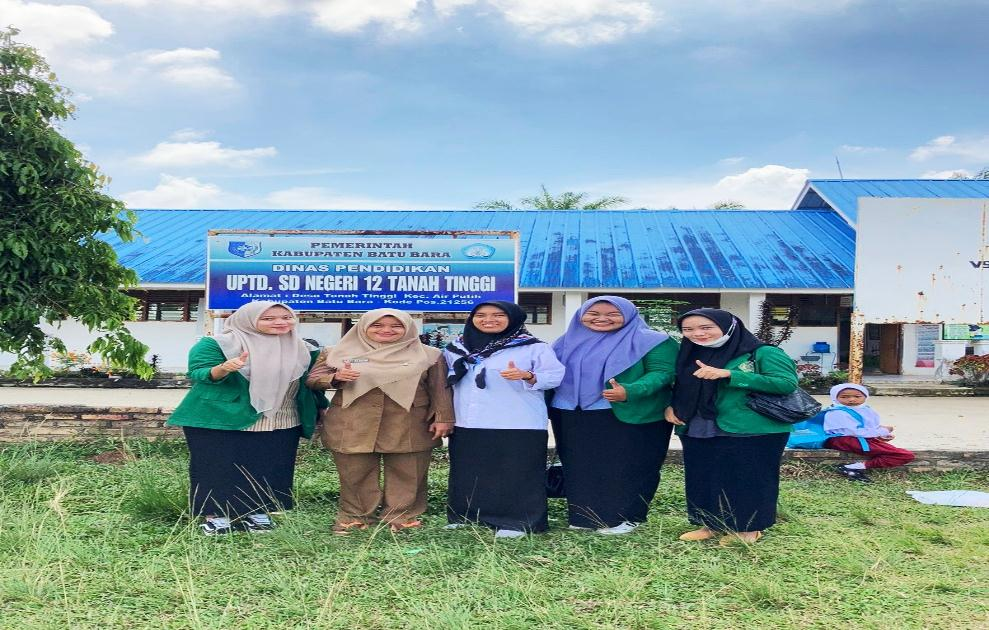 PEMERINTAH
KABUPATEN BATU BARA
DINAS PENDIDIKAN
UPTD. SD NEGERI 12 TANAH TINGGI
Alamat : Desa Tanah Tinggi Kec. Air Putih
Kabupaten Batu Bara Kode Pos.21256
VS